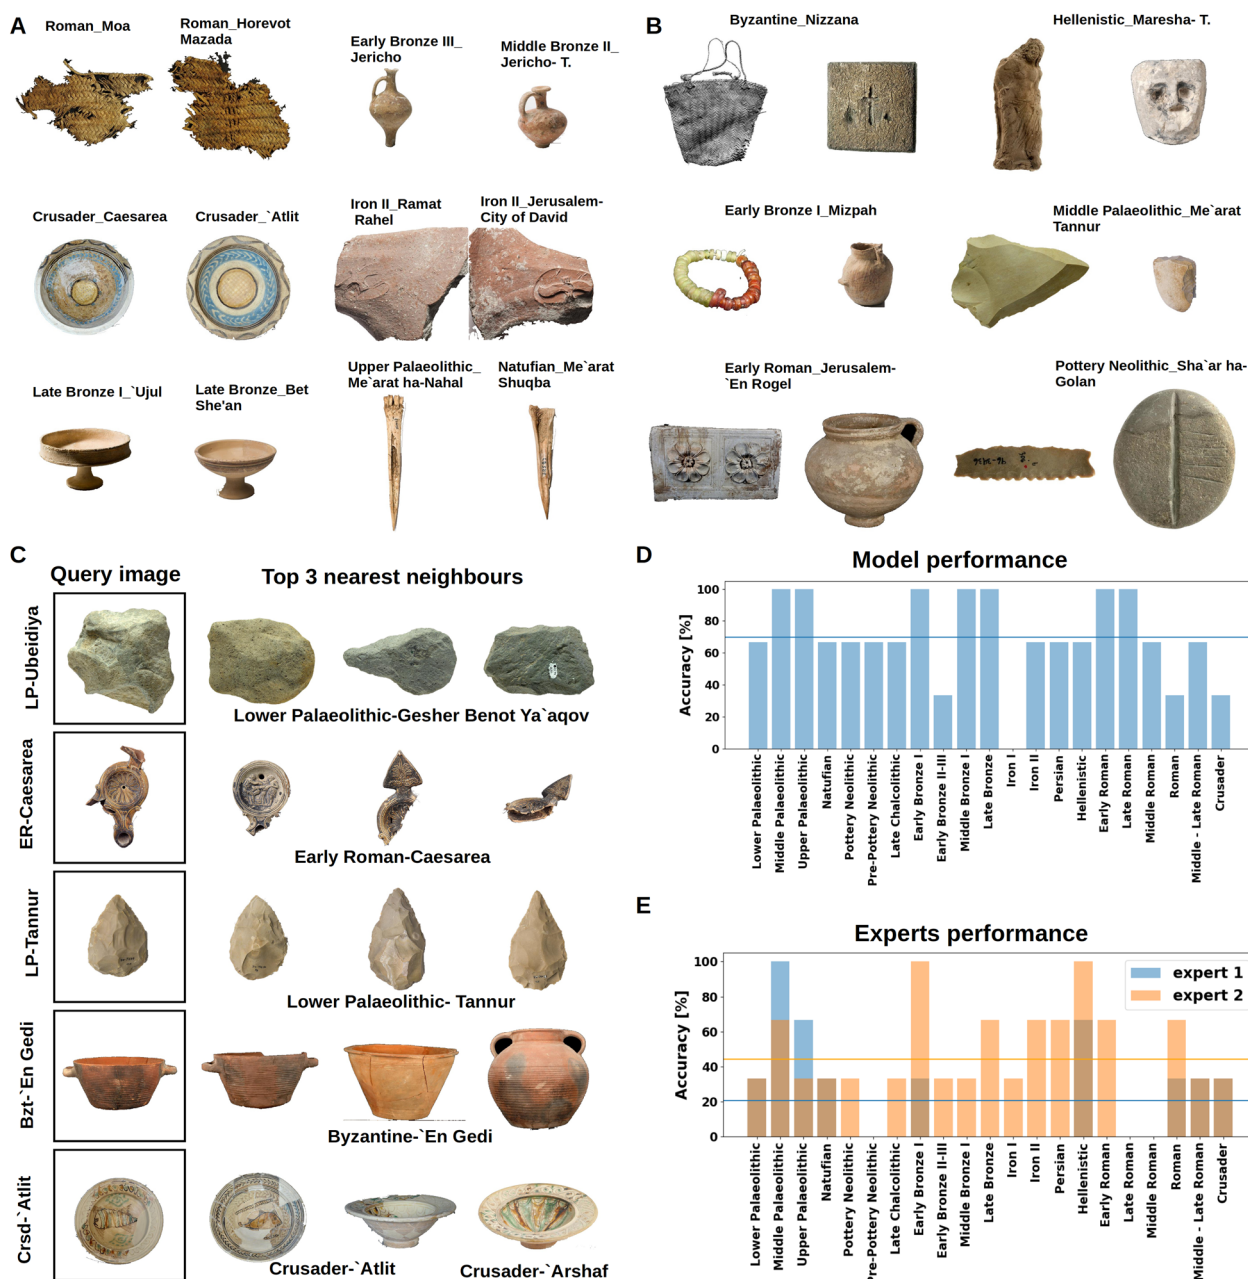 A
Roman_Moa
Roman_Horevot
Mazada
Early Bronze III_
Jericho
Middle Bronze II_
Jericho- T.
Crusader_Caesarea
Crusader_`Atlit
Iron II_Ramat
Rahel
Iron II_Jerusalem-
City of David
Late Bronze I_`Ujul
Late Bronze_Bet
She'an
Upper Palaeolithic_
Me`arat ha-Nahal
Natufian_Me`arat
Shuqba
B
Byzantine_Nizzana
Hellenistic_Maresha- T.
Early Bronze I_Mizpah
Middle Palaeolithic_Me`arat
Tannur
Early Roman_Jerusalem-
`En Rogel
Pottery Neolithic_Sha`ar ha-
Golan
C
Query image
Top 3 nearest neighbours
LP-Ubeidiya
Lower Palaeolithic-Gesher Benot Ya`aqov
ER-Caesarea
Early Roman-Caesarea
LP-Tannur
Lower Palaeolithic- Tannur
Bzt-`En Gedi
Byzantine-`En Gedi
Crsd-`Atlit
Crusader-`Atlit
Crusader-`Arshaf
D
Model performance
Accuracy [%]
100
80
60
40
20
0
Lower Palaeolithic
Middle Palaeolithic
Upper Palaeolithic
Natufian
Pottery Neolithic
Pre-Pottery Neolithic
Late Chalcolithic
Early Bronze I
Early Bronze II-III
Middle Bronze I
Late Bronze
Iron I
Iron II
Persian
Hellenistic
Early Roman
Late Roman
Middle Roman
Roman
Middle - Late Roman
Crusader
E
Experts performance
expert 1
expert 2
Accuracy [%]
100
80
60
40
20
0
Lower Palaeolithic
Middle Palaeolithic
Upper Palaeolithic
Natufian
Pottery Neolithic
Pre-Pottery Neolithic
Late Chalcolithic
Early Bronze I
Early Bronze II-III
Middle Bronze I
Late Bronze
Iron I
Iron II
Persian
Hellenistic
Early Roman
Late Roman
Middle Roman
Roman
Middle - Late Roman
Crusader